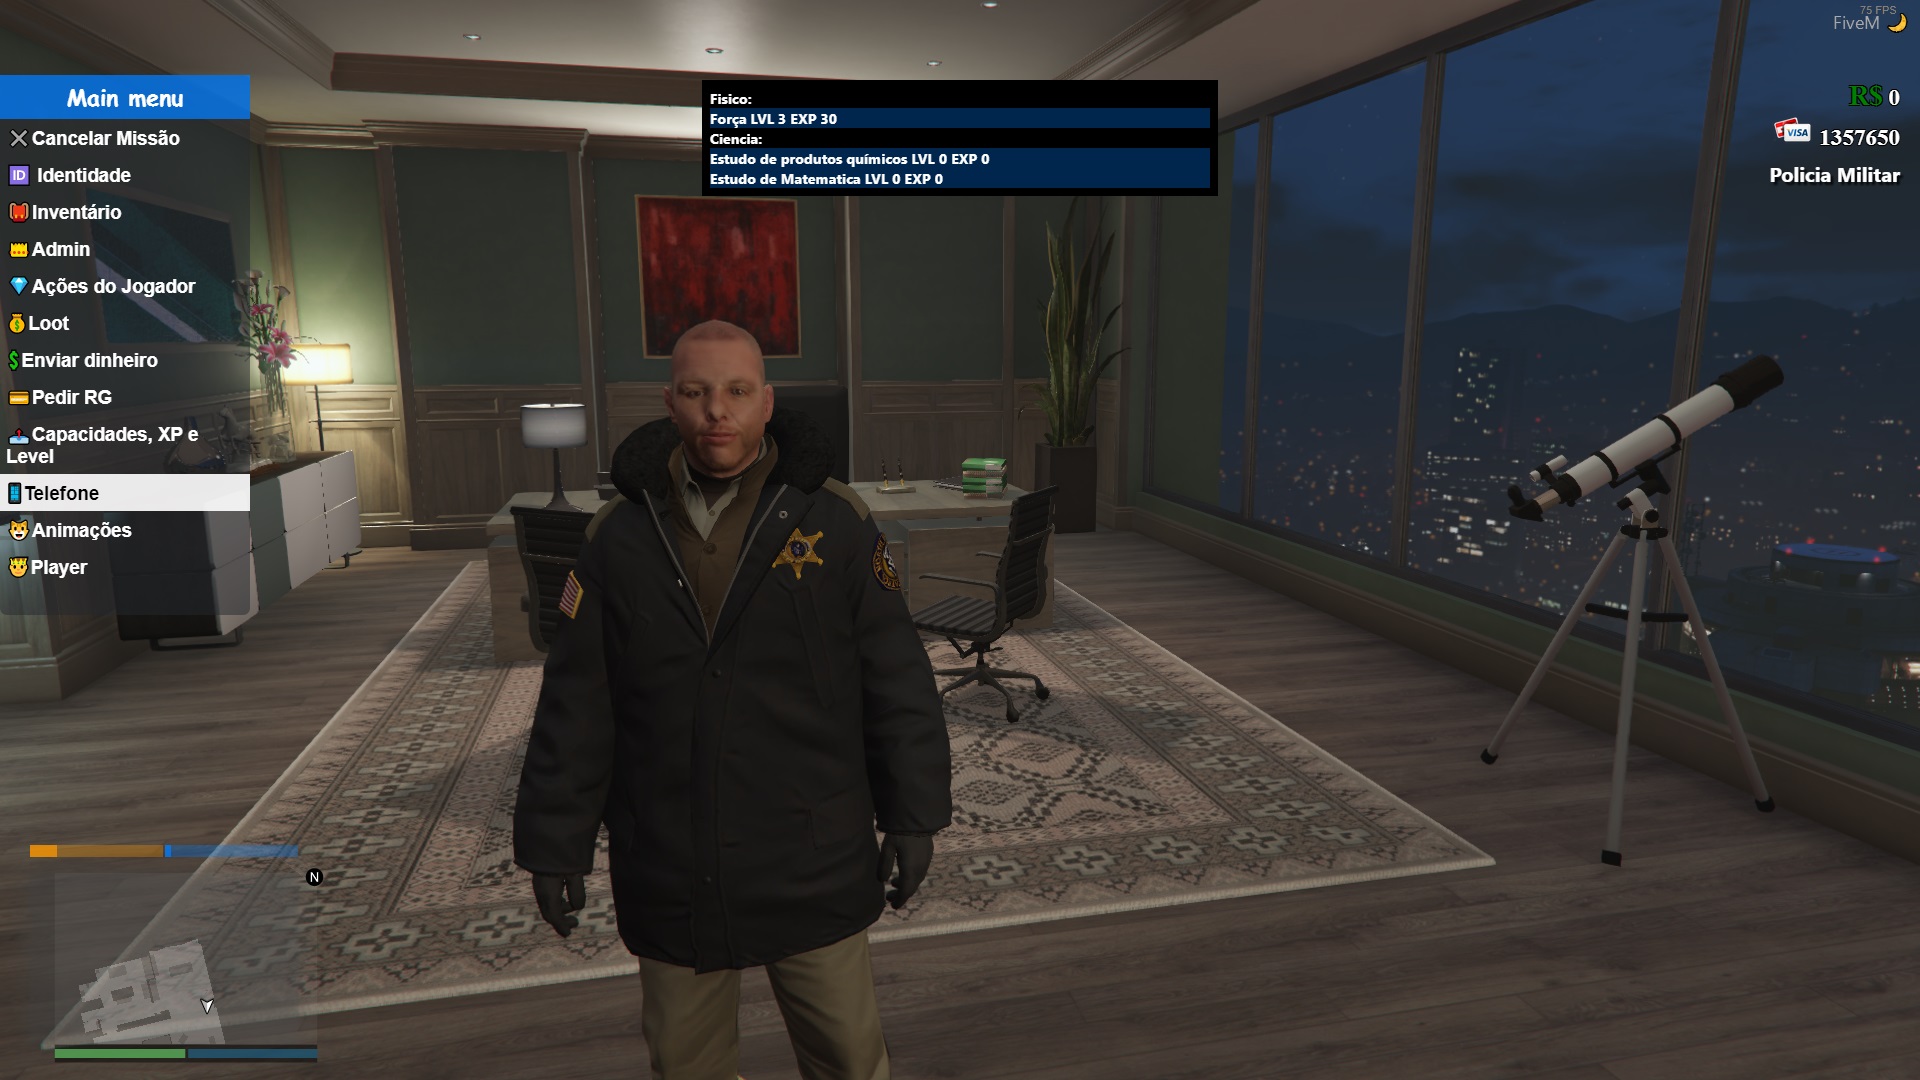 75 FPS
FiveM
Main menu
Cancelar Missão
ID Identidade
Inventário
Admin
Ações do Jogador
Loot
$Enviar dinheiro
Pedir RG
Capacidades, XP e
Level
Telefone
Animações
Player
Fisico:
Força LVL 3 EXP 30
Ciencia:
Estudo de produtos químicos LVL 0 EXP 0
Estudo de Matematica LVL 0 EXP 0
R$ 0
VISA 1357650
Policia Militar
N